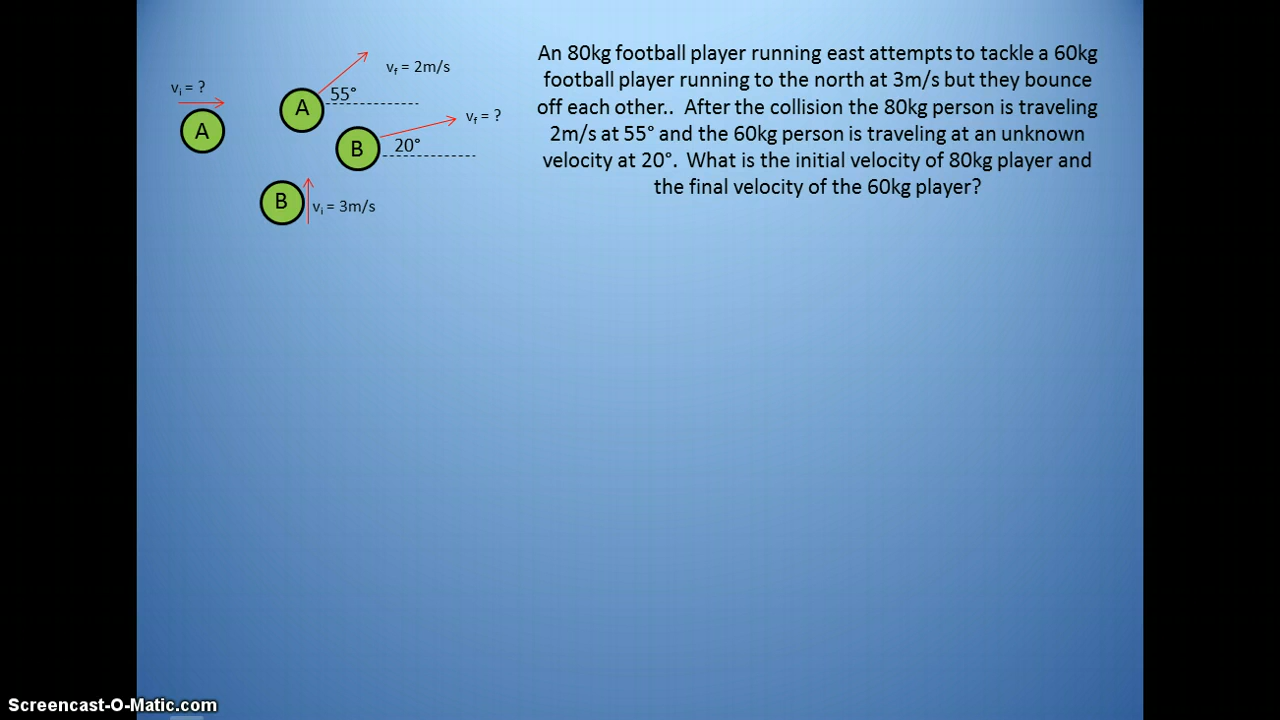 An 80kg football player running east attempts to tackle a 60kg
football player running to the north at 3m/s but they bounce
off each other.. After the collision the 80kg person is traveling
2m/s at 55° and the 60kg person is traveling at an unknown
velocity at 20°. What is the initial velocity of 80kg player and
the final velocity of the 60kg player?
vᵢ = ?
A
A
55°
v_f = 2m/s
B
20°
v_f = ?
B
vᵢ = 3m/s
Screencast-O-Matic.com